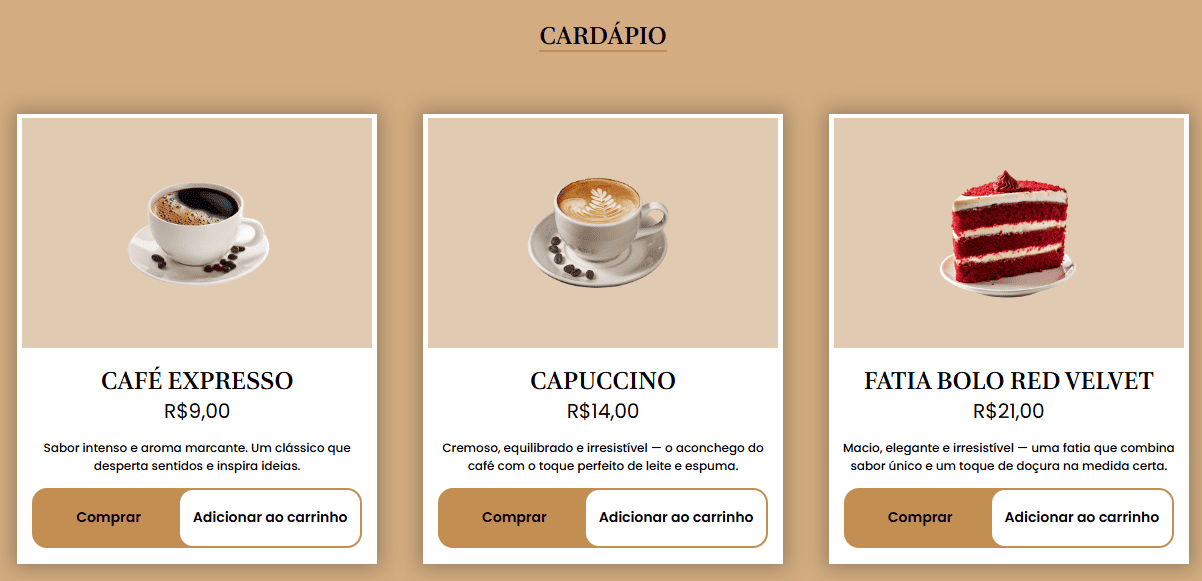 CARDÁPIO
CAFÉ EXPRESSO
R$9,00
Sabor intenso e aroma marcante. Um clássico que
desperta sentidos e inspira ideias.
Comprar
Adicionar ao carrinho
CAPUCCINO
R$14,00
Cremoso, equilibrado e irresistível — o aconchego do
café com o toque perfeito de leite e espuma.
Comprar
Adicionar ao carrinho
FATIA BOLO RED VELVET
R$21,00
Macio, elegante e irresistível — uma fatia que combina
sabor único e um toque de doçura na medida certa.
Comprar
Adicionar ao carrinho